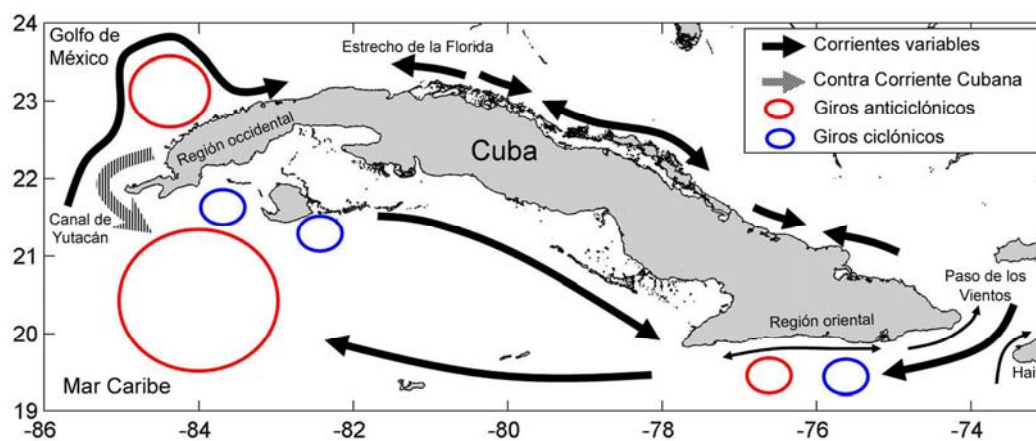 24
23
22
21
20
19
Golfo de
México
Estrecho de la Florida
Corrientes variables
Contra Corriente Cubana
Giros anticiclónicos
Giros ciclónicos
Región occidental
Cuba
Canal de
Yutacán
Paso de los
Vientos
Región oriental
Mar Caribe
Hai
-86
-84
-82
-80
-78
-76
-74